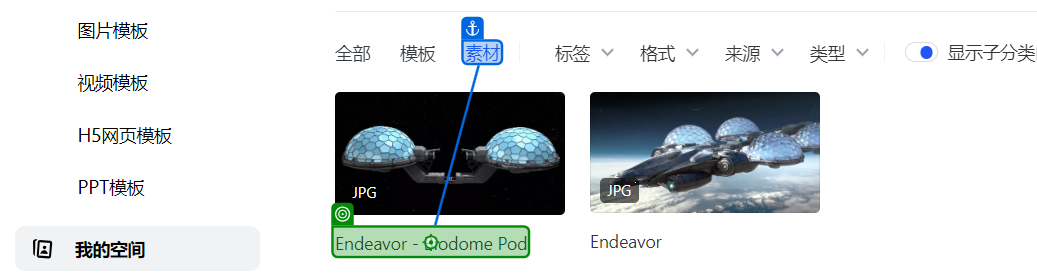 图片模板
视频模板
H5网页模板
PPT模板
我的空间
全部 模板 素材 标签 格式 来源 类型 显示子分类
JPG
Endeavor - Biodome Pod
JPG
Endeavor